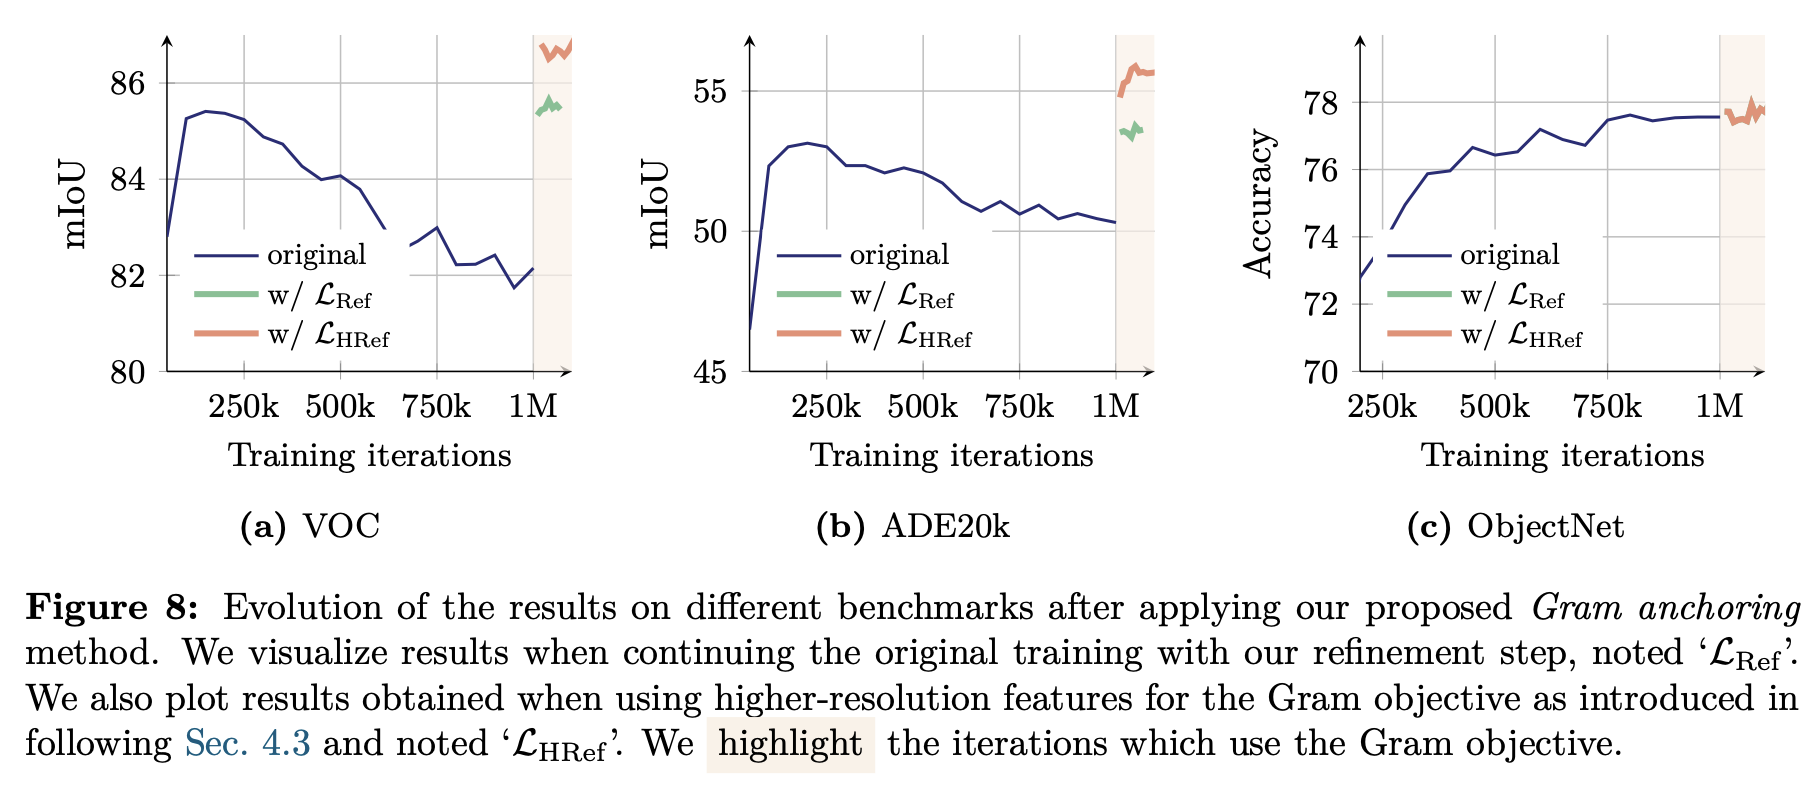 mIoU
86
84
82
80
original
w/ ℒRef
w/ ℒHRef
250k 500k 750k 1M
Training iterations
(a) VOC
mIoU
55
50
45
original
w/ ℒRef
w/ ℒHRef
250k 500k 750k 1M
Training iterations
(b) ADE20k
Accuracy
78
76
74
72
70
original
w/ ℒRef
w/ ℒHRef
250k 500k 750k 1M
Training iterations
(c) ObjectNet
Figure 8: Evolution of the results on different benchmarks after applying our proposed Gram anchoring
method. We visualize results when continuing the original training with our refinement step, noted ‘ℒRef’.
We also plot results obtained when using higher-resolution features for the Gram objective as introduced in
following Sec. 4.3 and noted ‘ℒHRef’. We highlight the iterations which use the Gram objective.